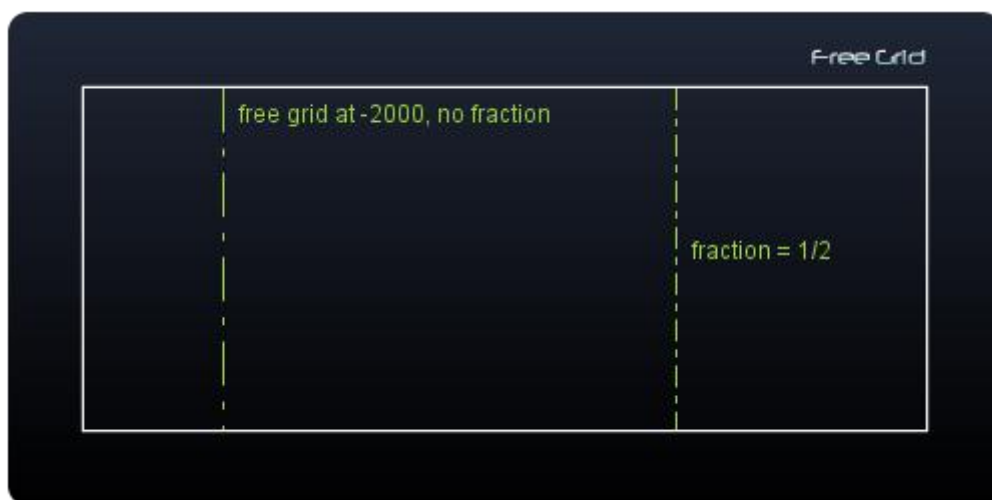 Free Grid
free grid at -2000, no fraction
fraction = 1/2